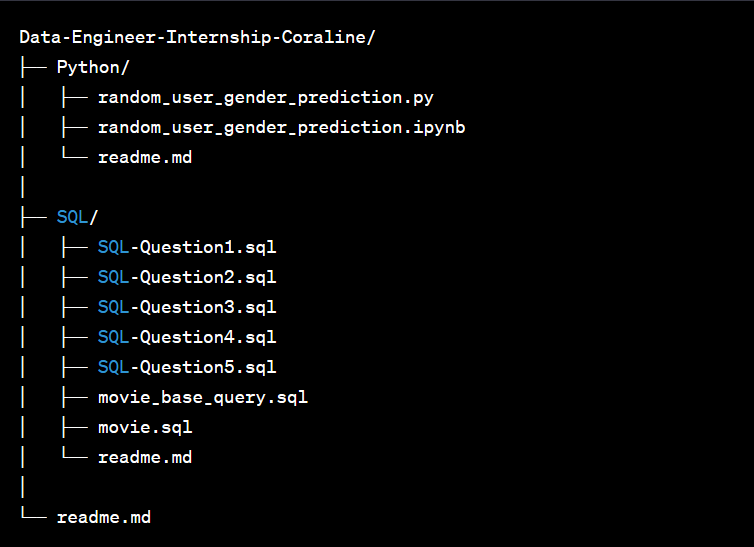 Data-Engineer-Internship-Coraline/
├── Python/
│   ├── random_user_gender_prediction.py
│   ├── random_user_gender_prediction.ipynb
│   └── readme.md
│
├── SQL/
│   ├── SQL-Question1.sql
│   ├── SQL-Question2.sql
│   ├── SQL-Question3.sql
│   ├── SQL-Question4.sql
│   ├── SQL-Question5.sql
│   ├── movie_base_query.sql
│   ├── movie.sql
│   └── readme.md
│
└── readme.md